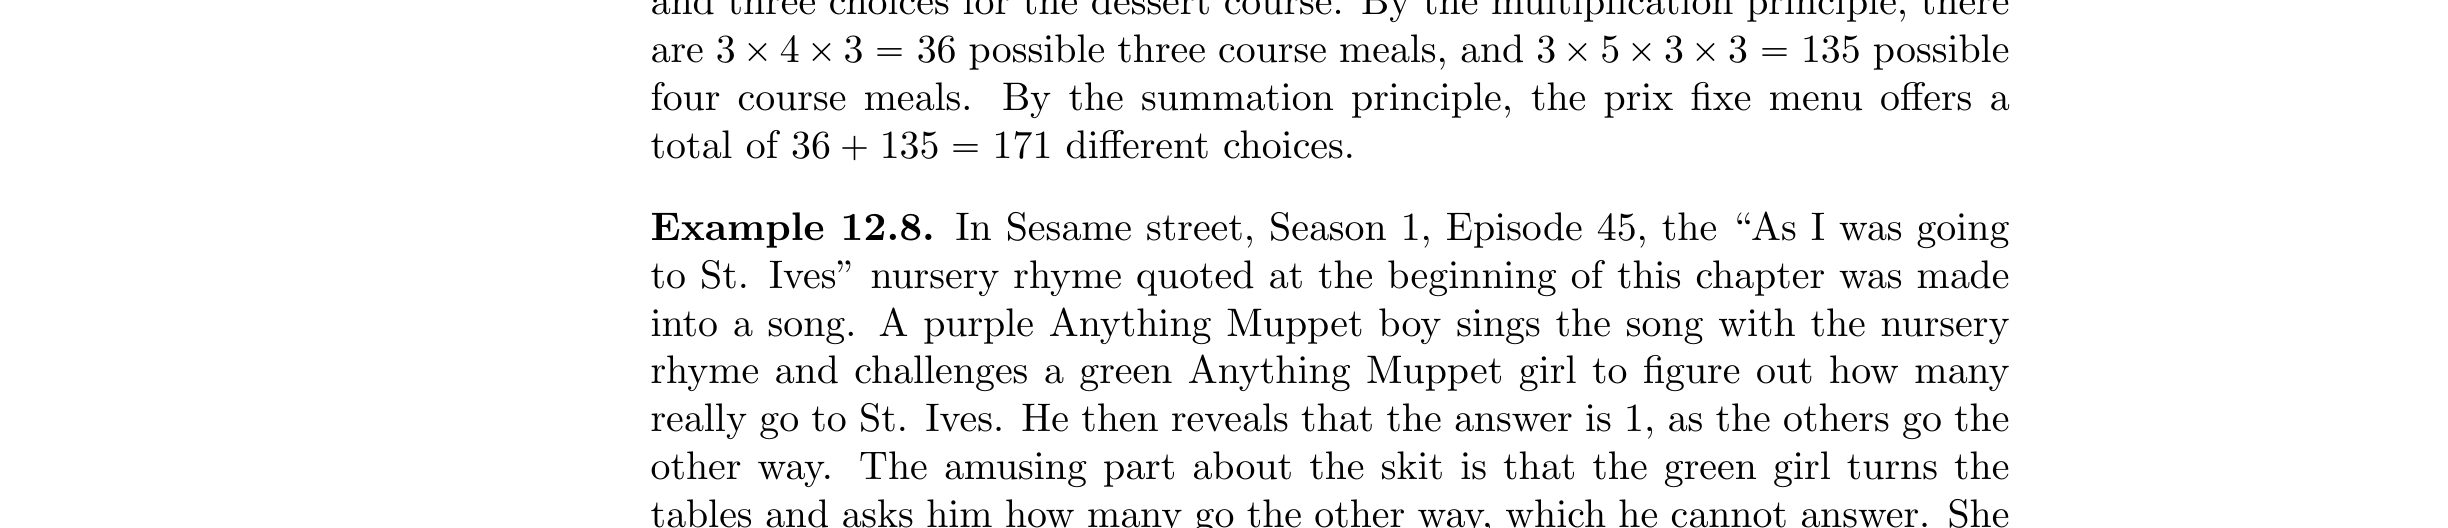 and three choices for the dessert course. By the multiplication principle, there
are 3 × 4 × 3 = 36 possible three course meals, and 3 × 5 × 3 × 3 = 135 possible
four course meals. By the summation principle, the prix fixe menu offers a
total of 36 + 135 = 171 different choices.
Example 12.8. In Sesame street, Season 1, Episode 45, the “As I was going
to St. Ives” nursery rhyme quoted at the beginning of this chapter was made
into a song. A purple Anything Muppet boy sings the song with the nursery
rhyme and challenges a green Anything Muppet girl to figure out how many
really go to St. Ives. He then reveals that the answer is 1, as the others go the
other way. The amusing part about the skit is that the green girl turns the
tables and asks him how many go the other way, which he cannot answer. She